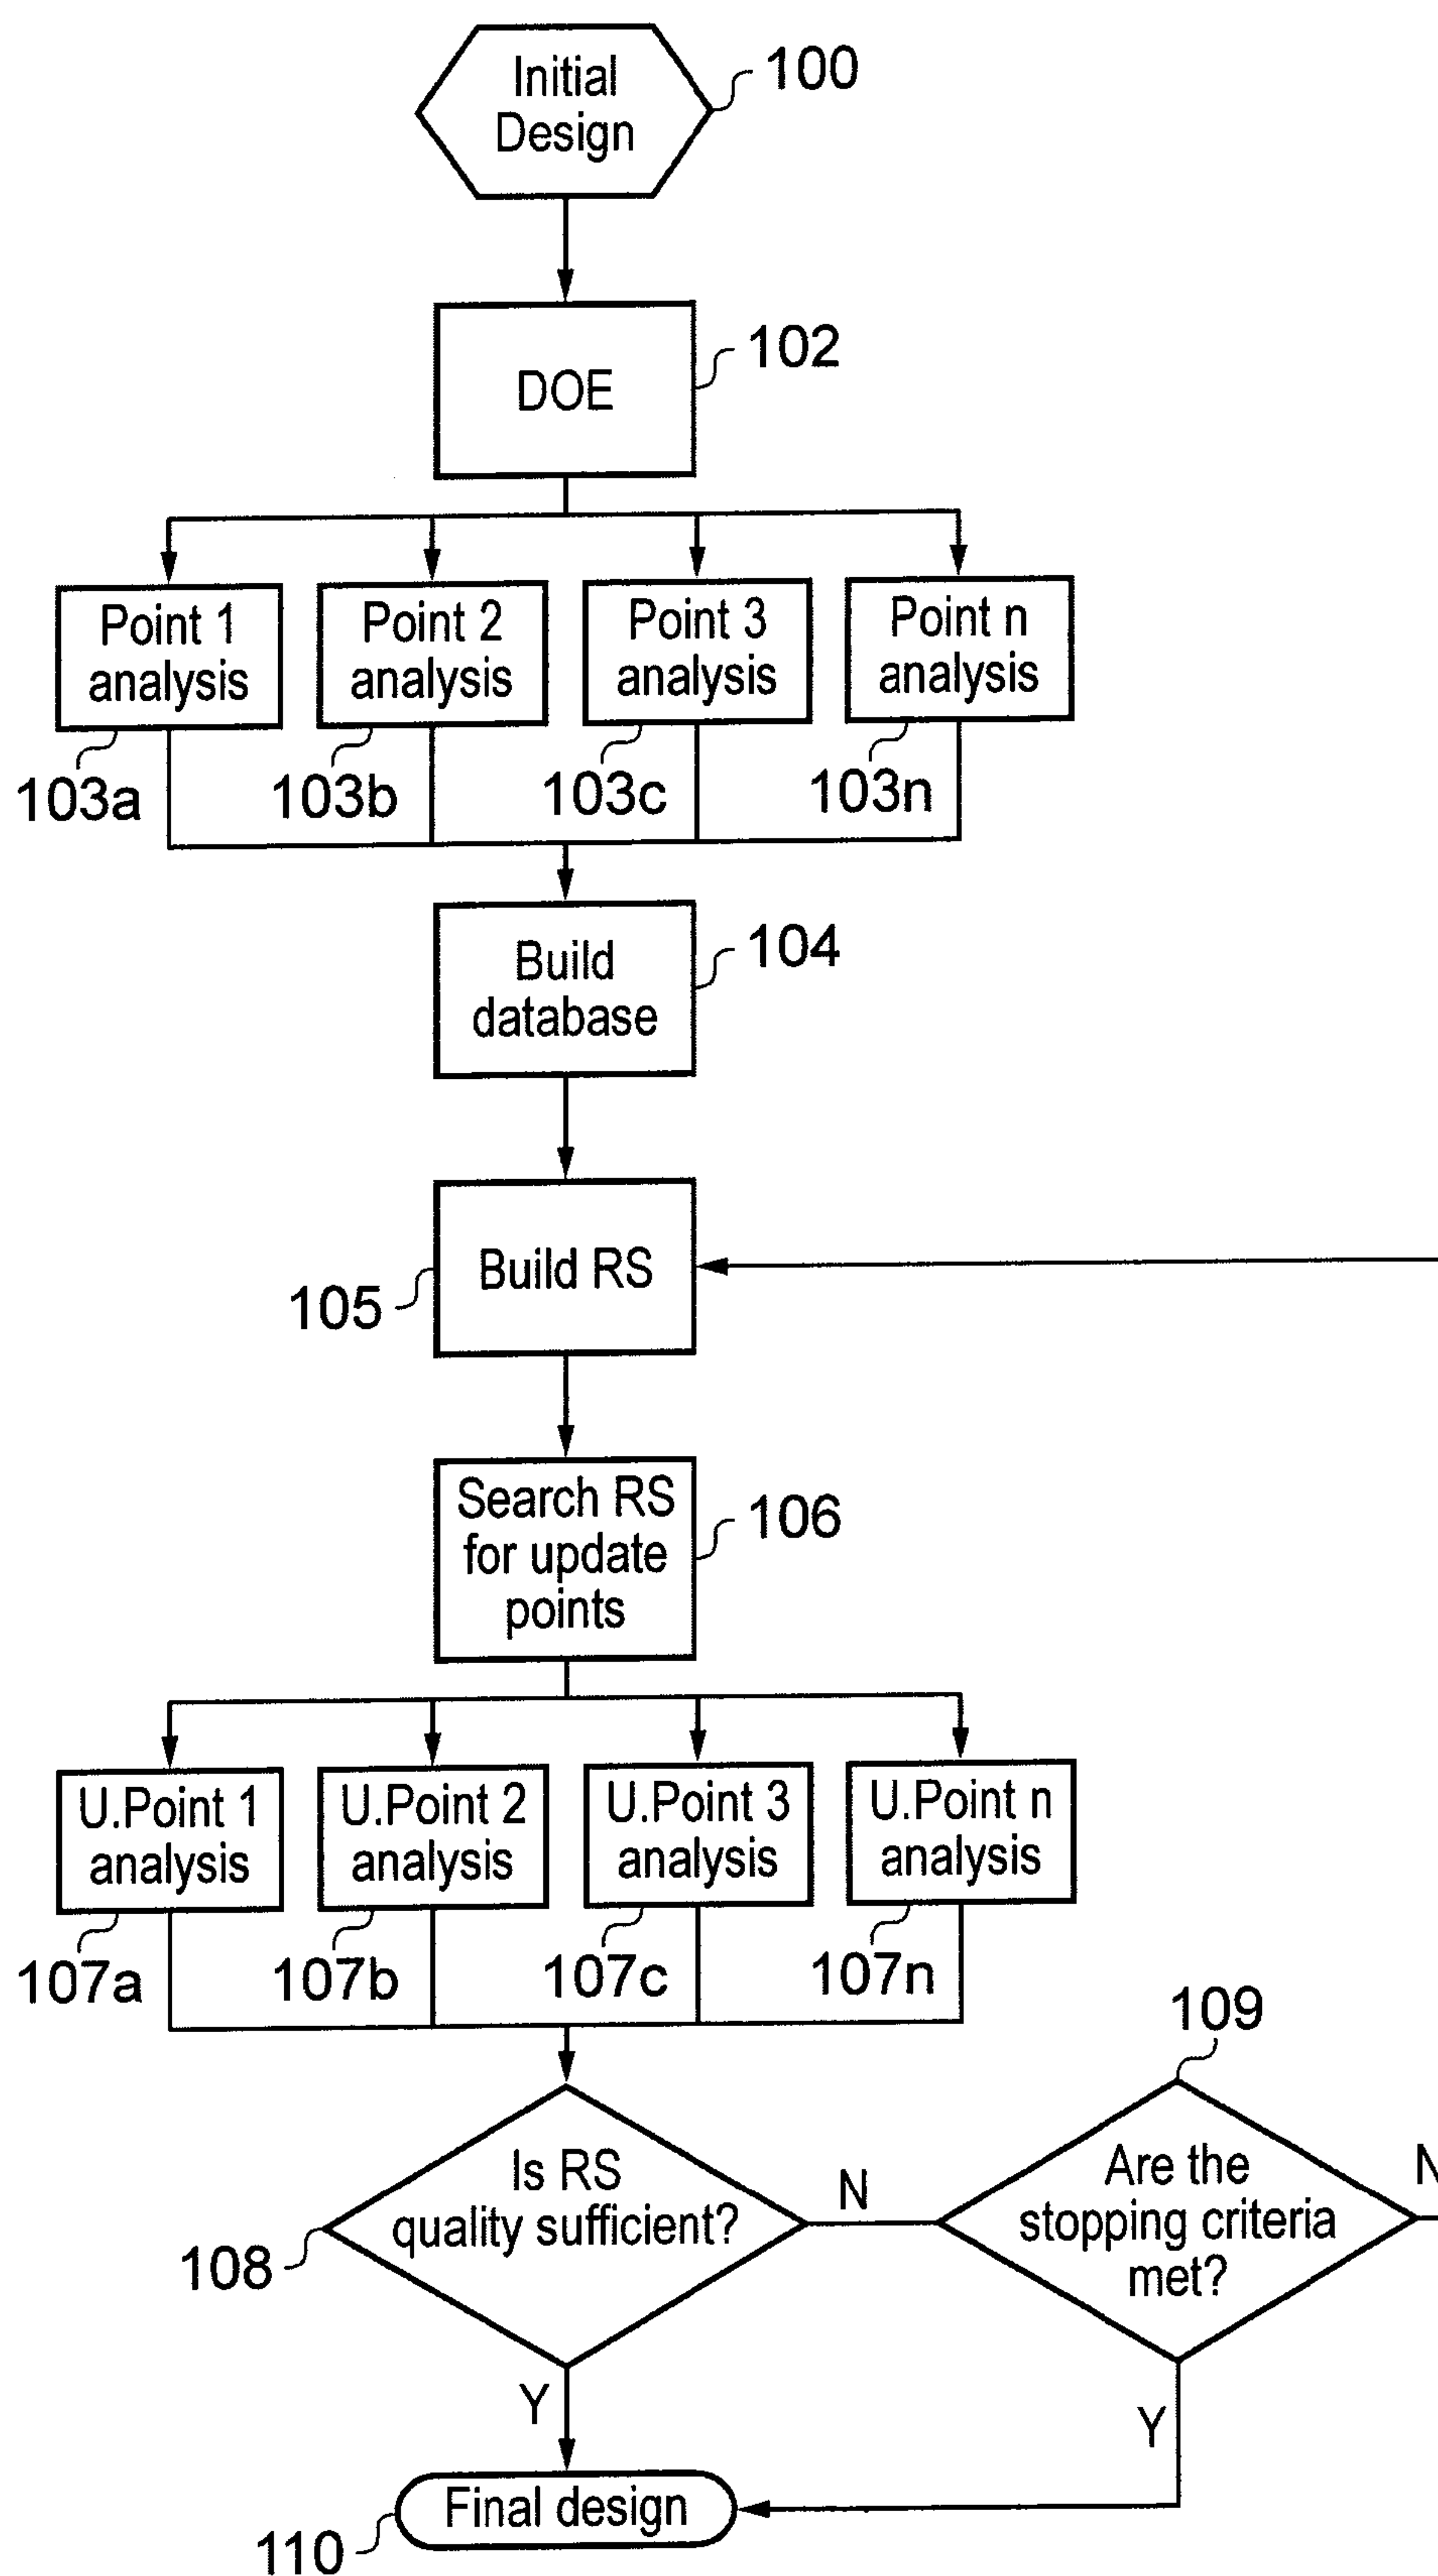 Initial
Design
100
DOE
102
Point 1
analysis
Point 2
analysis
Point 3
analysis
Point n
analysis
103a
103b
103c
103n
Build
database
104
Build RS
105
Search RS
for update
points
106
U.Point 1
analysis
U.Point 2
analysis
U.Point 3
analysis
U.Point n
analysis
107a
107b
107c
107n
109
Is RS
quality sufficient?
108
N
Are the
stopping criteria
met?
N
Y
Y
Final design
110